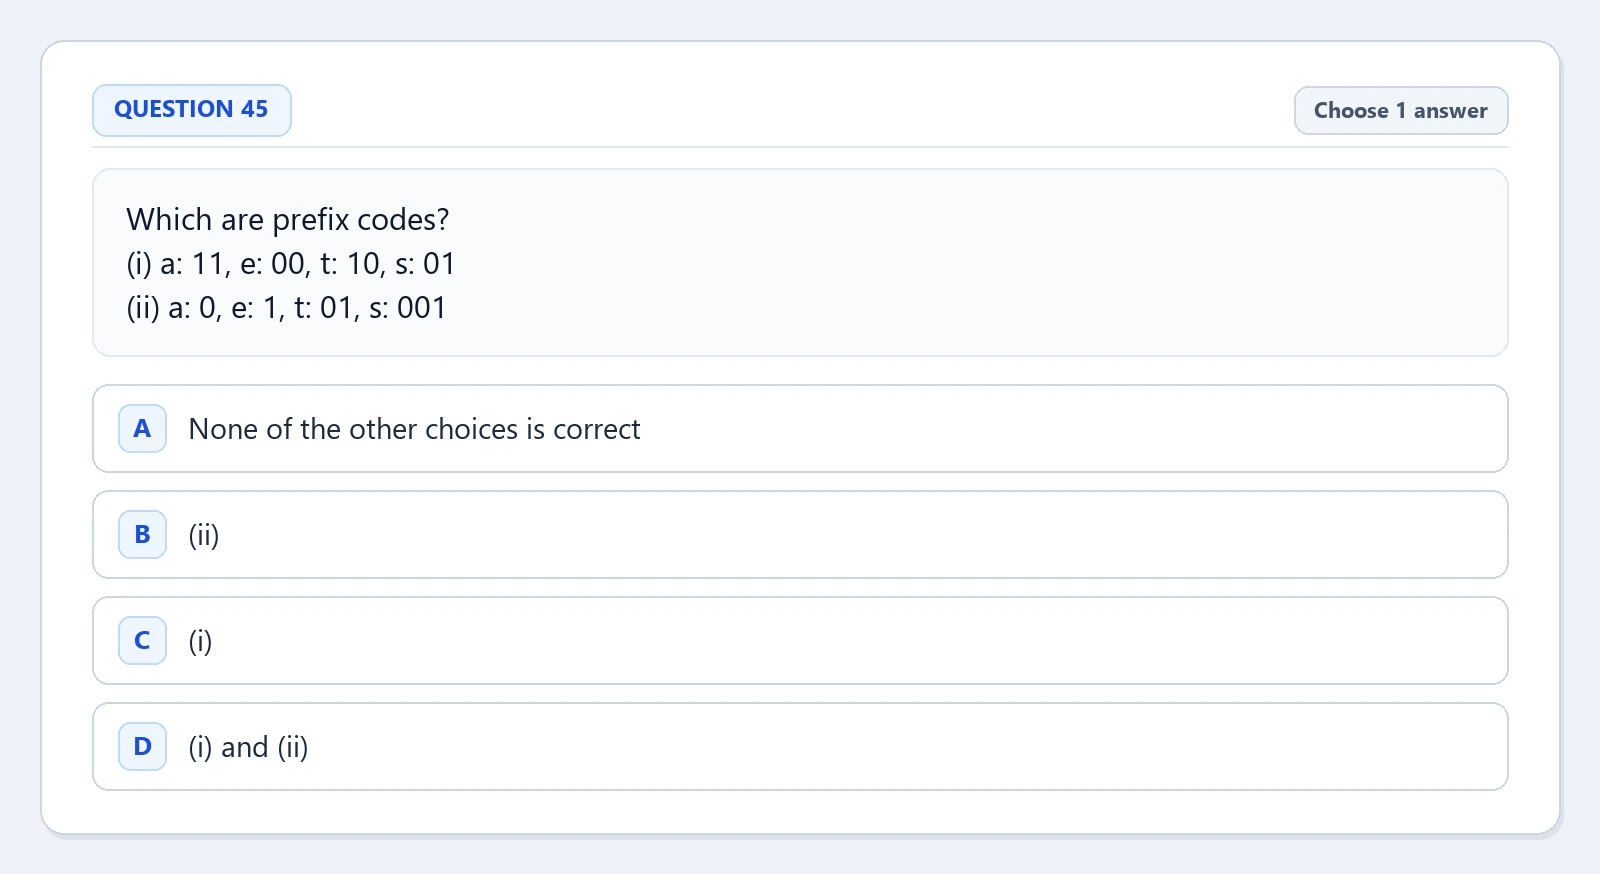 QUESTION 45
Choose 1 answer
Which are prefix codes?
(i) a: 11, e: 00, t: 10, s: 01
(ii) a: 0, e: 1, t: 01, s: 001
A None of the other choices is correct
B (ii)
C (i)
D (i) and (ii)